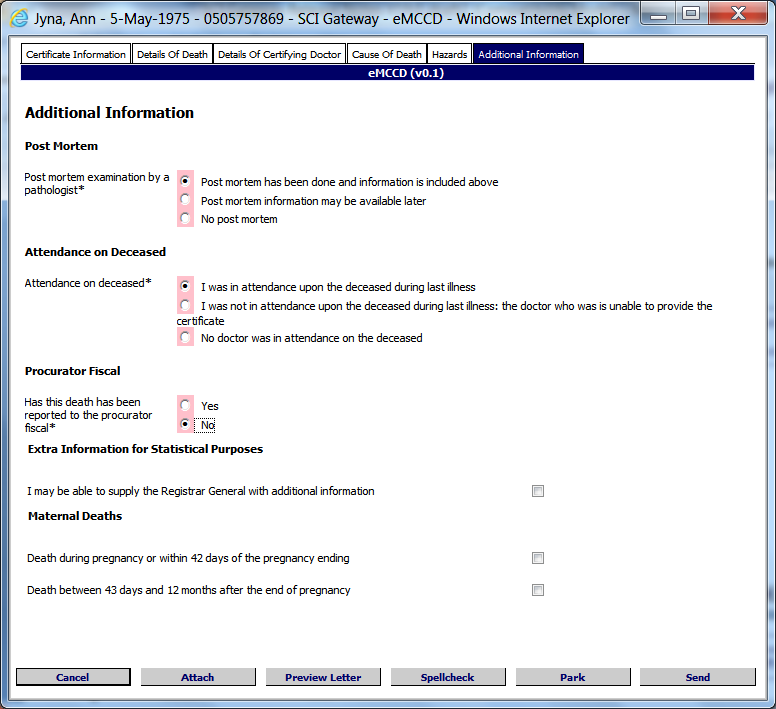 Jyna, Ann - 5-May-1975 - 0505757869 - SCI Gateway - eMCCD - Windows Internet Explorer
Certificate Information Details Of Death Details Of Certifying Doctor Cause Of Death Hazards Additional Information
eMCCD (v0.1)
Additional Information
Post Mortem
Post mortem examination by a
pathologist*
Post mortem has been done and information is included above
Post mortem information may be available later
No post mortem
Attendance on Deceased
Attendance on deceased*
I was in attendance upon the deceased during last illness
I was not in attendance upon the deceased during last illness: the doctor who was is unable to provide the
certificate
No doctor was in attendance on the deceased
Procurator Fiscal
Has this death has been
reported to the procurator
fiscal*
Yes
No
Extra Information for Statistical Purposes
I may be able to supply the Registrar General with additional information
Maternal Deaths
Death during pregnancy or within 42 days of the pregnancy ending
Death between 43 days and 12 months after the end of pregnancy
Cancel Attach Preview Letter Spellcheck Park Send